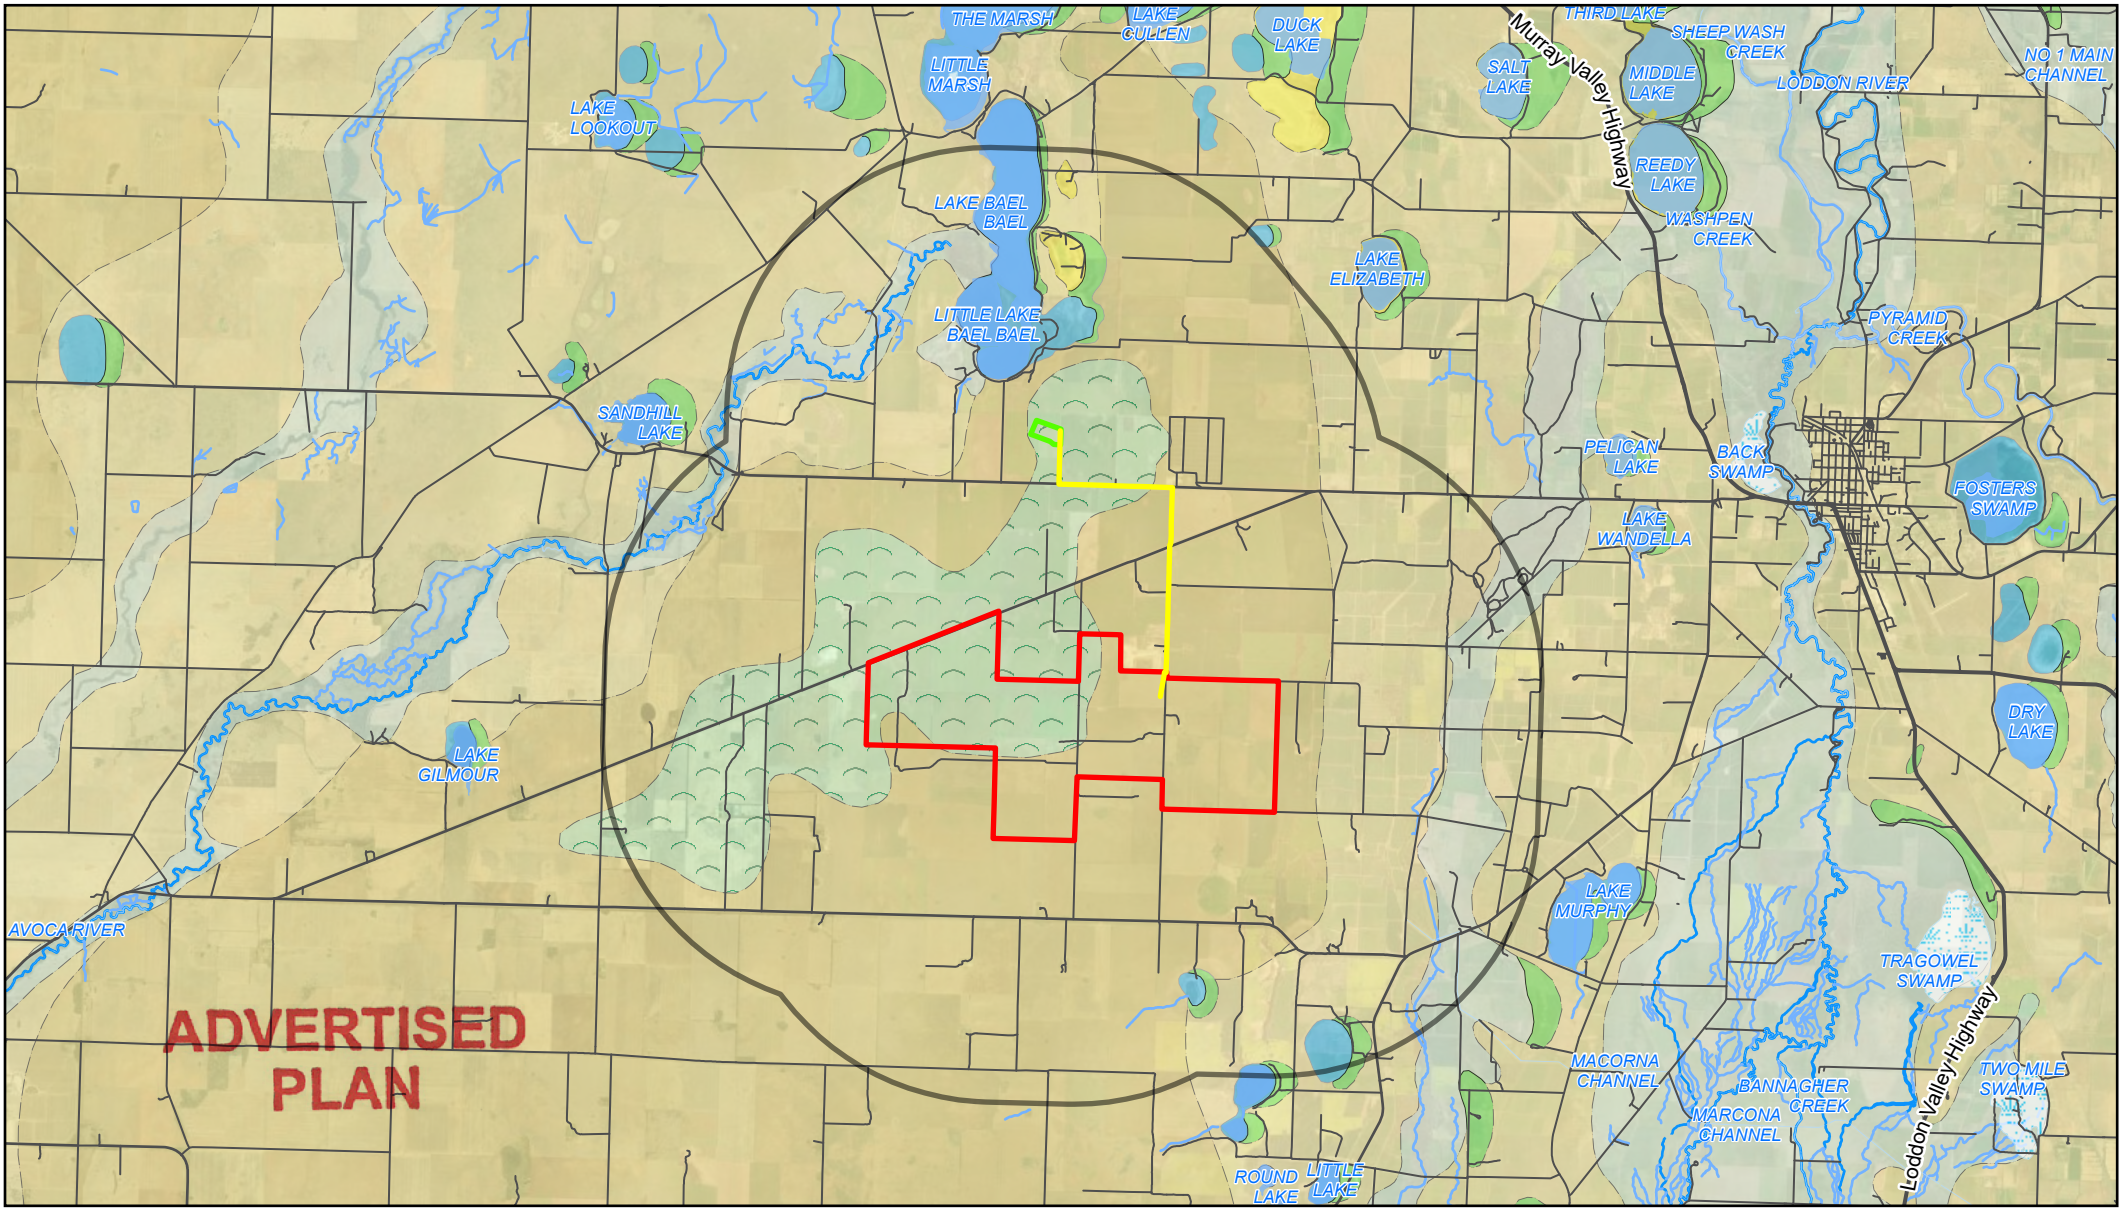 THE MARSH
LAKE
CULLEN
DUCK
LAKE
THIRD LAKE
SHEEP WASH
CREEK
NO 1 MAIN
CHANNEL
Murray Valley Highway
LITTLE
MARSH
SALT
LAKE
MIDDLE
LAKE
LODDON RIVER
LAKE
LOOKOUT
REEDY
LAKE
LAKE BAEL
BAEL
WASHPEN
CREEK
LAKE
ELIZABETH
LITTLE LAKE
BAEL BAEL
PYRAMID
CREEK
SANDHILL
LAKE
PELICAN
LAKE
BACK
SWAMP
FOSTERS
SWAMP
LAKE
WANDELLA
DRY
LAKE
LAKE
GILMOUR
LAKE
MURPHY
AVOCA RIVER
TRAGOWEL
SWAMP
Loddon Valley Highway
ADVERTISED
PLAN
MACORNA
CHANNEL
BANNAGHER
CREEK
TWO MILE
SWAMP
MARCONA
CHANNEL
ROUND
LAKE
LITTLE
LAKE